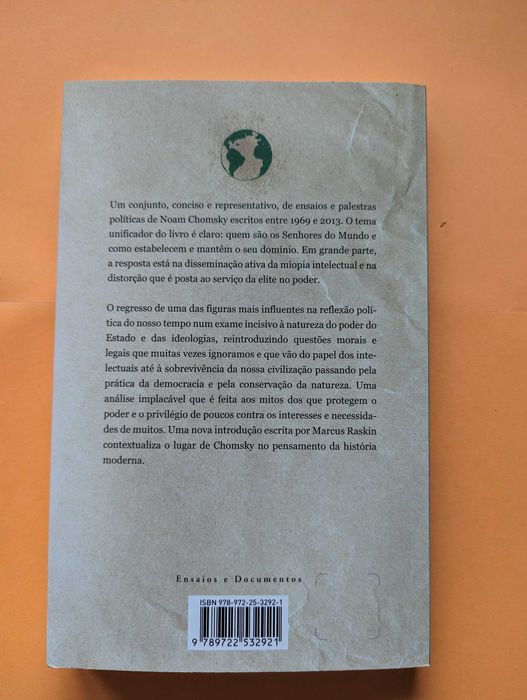 Um conjunto, conciso e representativo, de ensaios e palestras
políticas de Noam Chomsky escritos entre 1969 e 2013. O tema
unificador do livro é claro: quem são os Senhores do Mundo e
como estabelecem e mantêm o seu domínio. Em grande parte,
a resposta está na disseminação ativa da miopia intelectual e na
distorção que é posta ao serviço da elite no poder.
O regresso de uma das figuras mais influentes na reflexão polí-
tica do nosso tempo num exame incisivo à natureza do poder do
Estado e das ideologias, reintroduzindo questões morais e
legais que muitas vezes ignoramos e que vão do papel dos inte-
lectuais até à sobrevivência da nossa civilização passando pela
prática da democracia e pela conservação da natureza. Uma
análise implacável que é feita aos mitos dos que protegem o
poder e o privilégio de poucos contra os interesses e necessida-
des de muitos. Uma nova introdução escrita por Marcus Raskin
contextualiza o lugar de Chomsky no pensamento da história
moderna.
Ensaios e Documentos
ISBN 978-972-25-3292-1
9 789722 532921